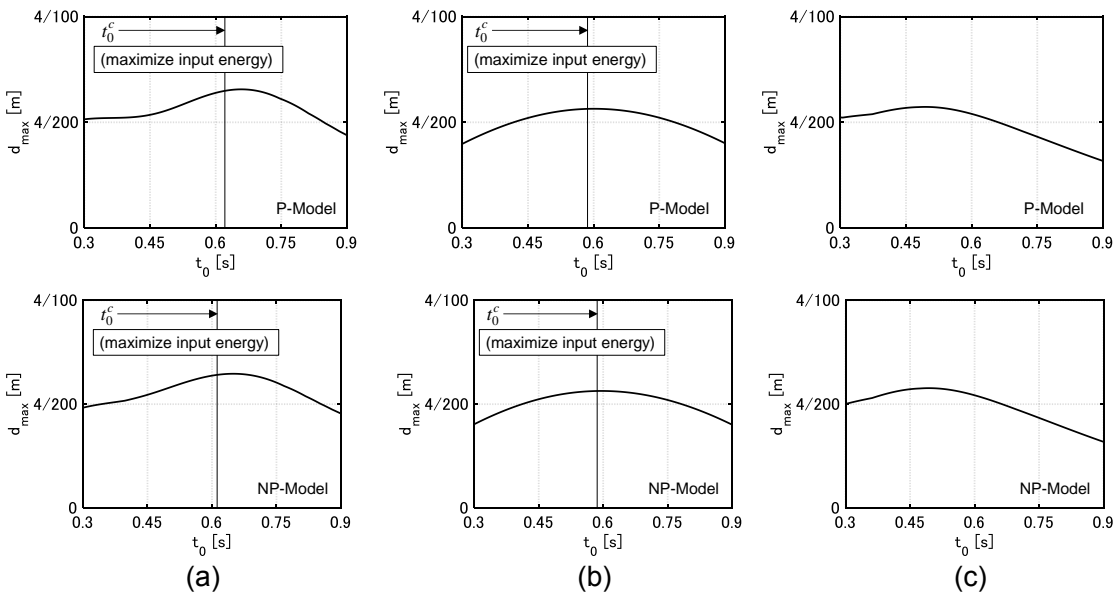 4/100
t_0^c
(maximize input energy)
4/200
d_max [m]
0
P-Model
0.3 0.45 0.6 0.75 0.9
t_0 [s]
4/100
t_0^c
(maximize input energy)
4/200
d_max [m]
0
P-Model
0.3 0.45 0.6 0.75 0.9
t_0 [s]
4/100
4/200
d_max [m]
0
P-Model
0.3 0.45 0.6 0.75 0.9
t_0 [s]
4/100
t_0^c
(maximize input energy)
4/200
d_max [m]
0
NP-Model
0.3 0.45 0.6 0.75 0.9
t_0 [s]
(a)
4/100
t_0^c
(maximize input energy)
4/200
d_max [m]
0
NP-Model
0.3 0.45 0.6 0.75 0.9
t_0 [s]
(b)
4/100
4/200
d_max [m]
0
NP-Model
0.3 0.45 0.6 0.75 0.9
t_0 [s]
(c)